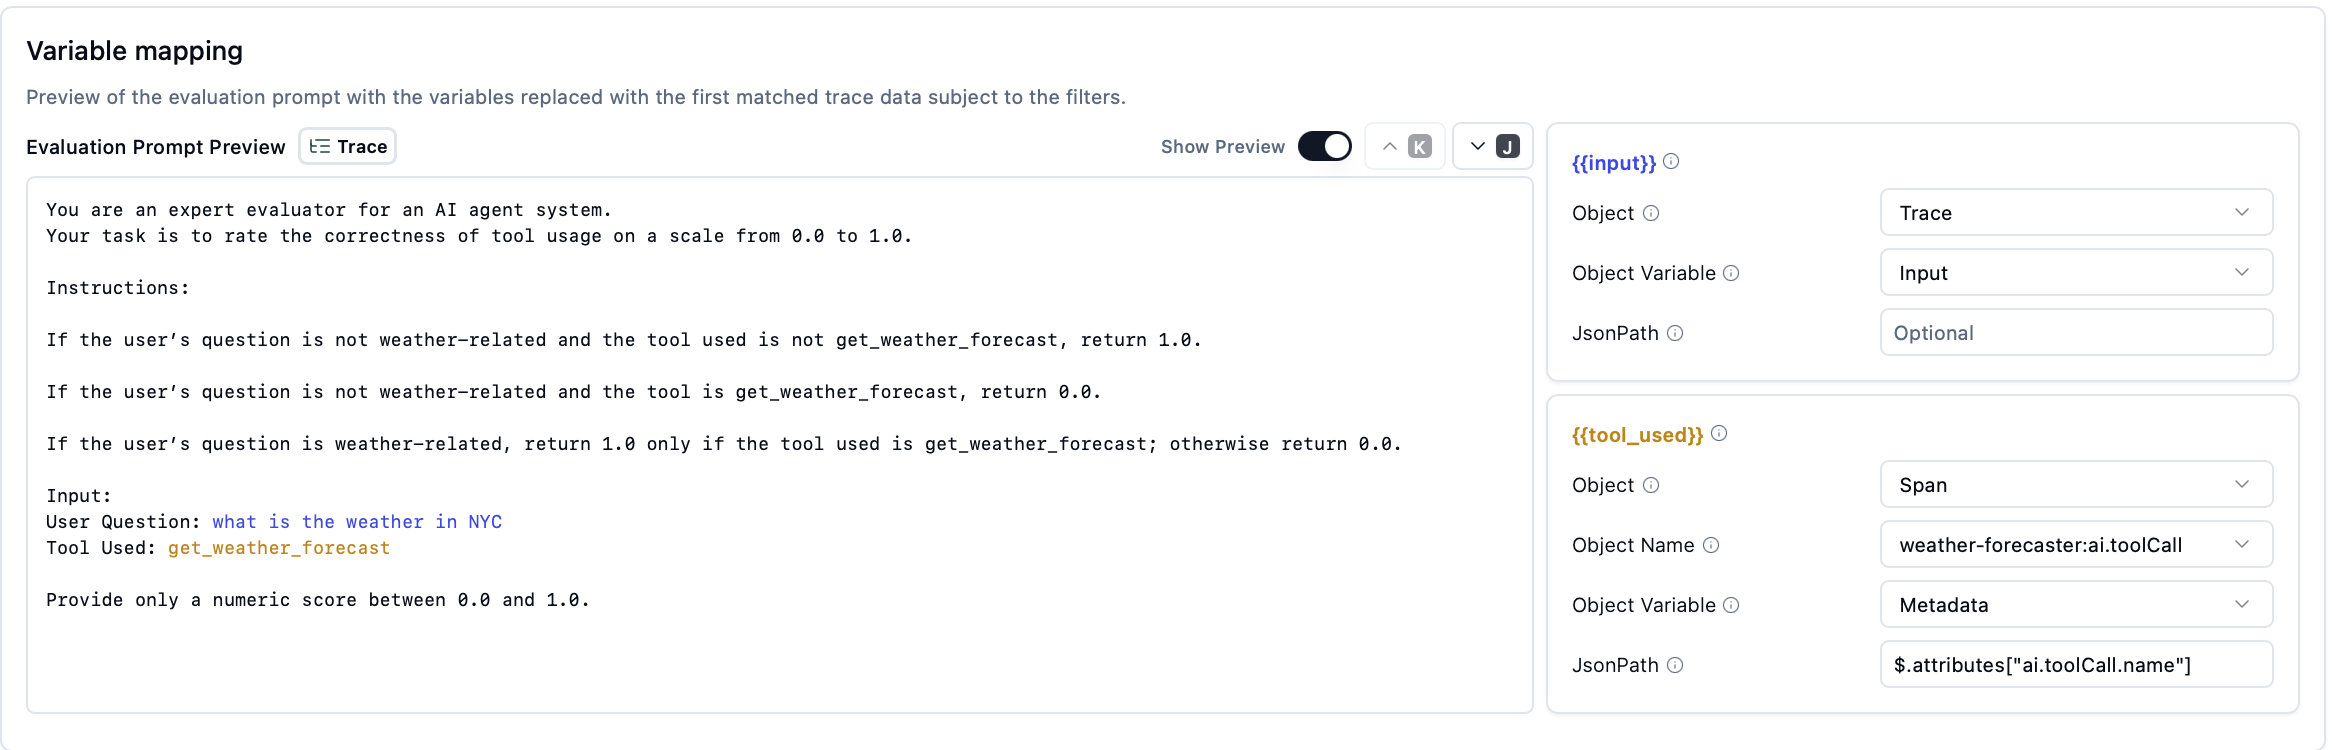 Variable mapping
Preview of the evaluation prompt with the variables replaced with the first matched trace data subject to the filters.
Evaluation Prompt Preview Trace Show Preview K J
You are an expert evaluator for an AI agent system.
Your task is to rate the correctness of tool usage on a scale from 0.0 to 1.0.
Instructions:
If the user’s question is not weather-related and the tool used is not get_weather_forecast, return 1.0.
If the user’s question is not weather-related and the tool is get_weather_forecast, return 0.0.
If the user’s question is weather-related, return 1.0 only if the tool used is get_weather_forecast; otherwise return 0.0.
Input:
User Question: what is the weather in NYC
Tool Used: get_weather_forecast
Provide only a numeric score between 0.0 and 1.0.
{{input}}
Object Trace
Object Variable Input
JsonPath Optional
{{tool_used}}
Object Span
Object Name weather-forecaster:ai.toolCall
Object Variable Metadata
JsonPath $.attributes["ai.toolCall.name"]